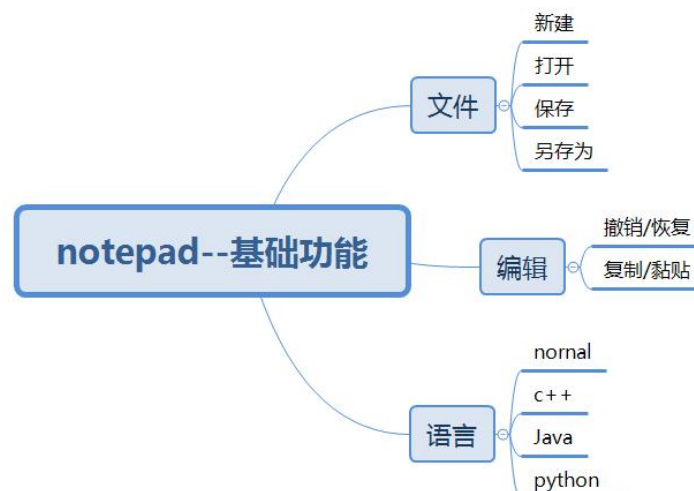 notepad--基础功能
文件
新建
打开
保存
另存为
编辑
撤销/恢复
复制/黏贴
语言
nornal
c++
Java
python